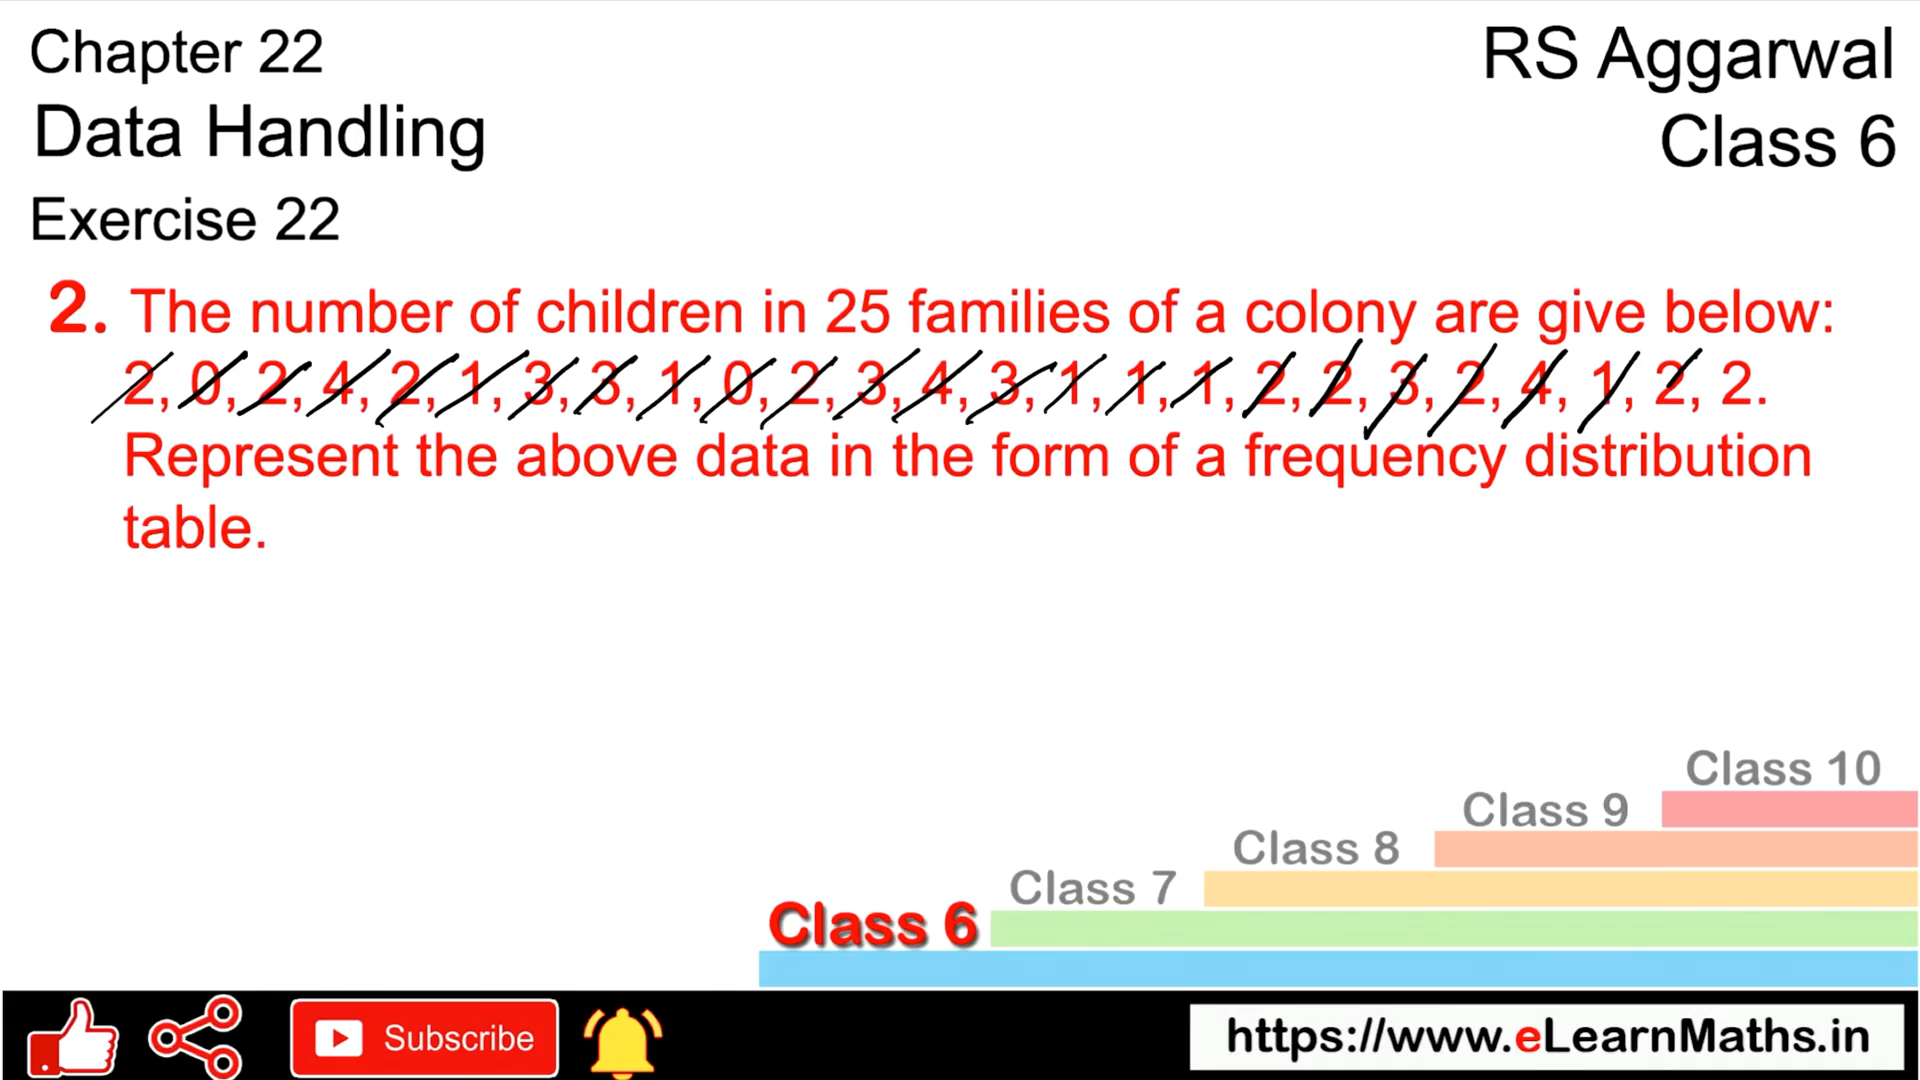 Chapter 22
Data Handling
Exercise 22
RS Aggarwal
Class 6
2. The number of children in 25 families of a colony are give below:
2, 0, 2, 4, 2, 1, 3, 3, 1, 0, 2, 3, 4, 3, 1, 1, 1, 2, 2, 3, 2, 4, 1, 2, 2.
Represent the above data in the form of a frequency distribution
table.
Class 10
Class 9
Class 8
Class 7
Class 6
Subscribe
https://www.eLearnMaths.in